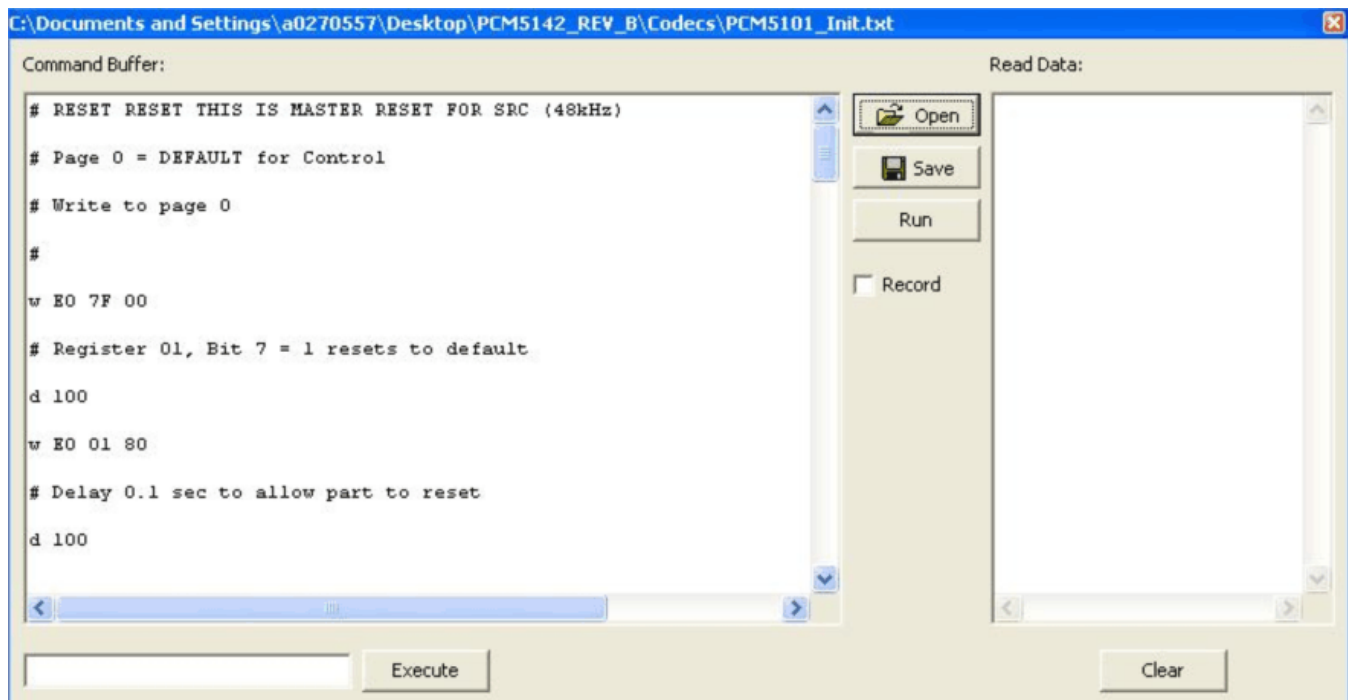 C:\Documents and Settings\a0270557\Desktop\PCM5142_REV_B\Codecs\PCM5101_Init.txt
Command Buffer:
Read Data:
# RESET RESET THIS IS MASTER RESET FOR SRC (48kHz)
# Page 0 = DEFAULT for Control
# Write to page 0
#
w E0 7F 00
# Register 01, Bit 7 = 1 resets to default
d 100
w E0 01 80
# Delay 0.1 sec to allow part to reset
d 100
Open
Save
Run
Record
Execute
Clear